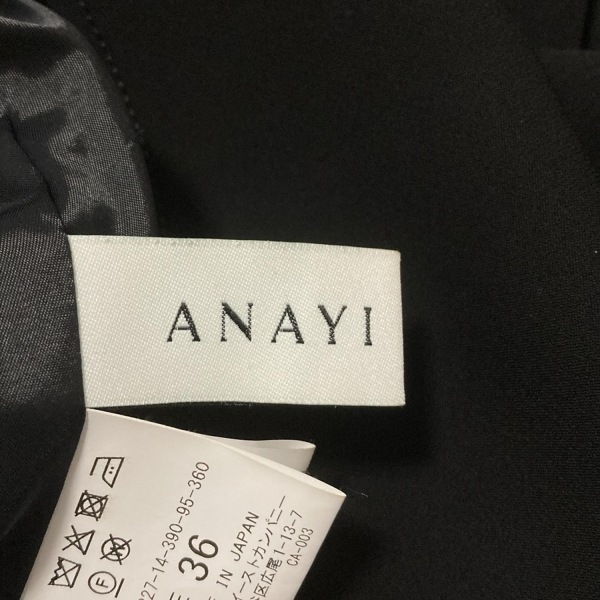 ANAYI
227-14-390-95-360
E 36
E IN JAPAN
イーストカンパニー
区広尾1-13-7
CA-003
F W